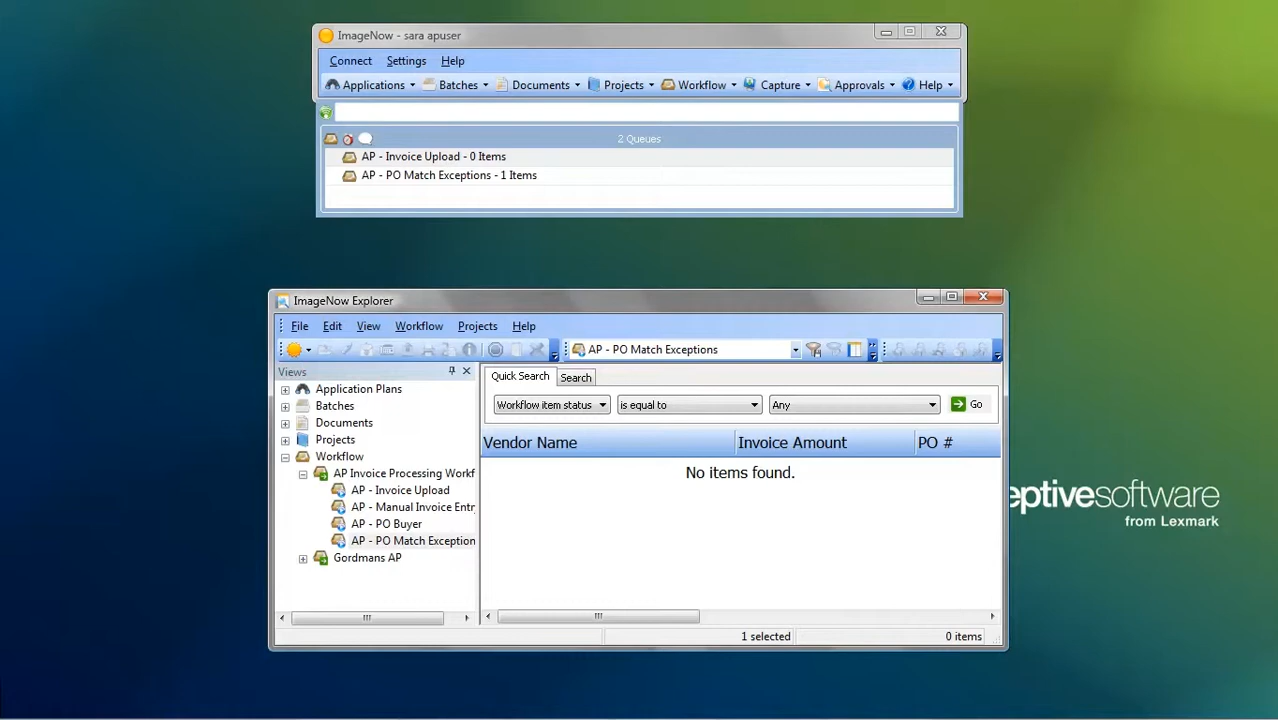 ImageNow - sara apuser
Connect Settings Help
Applications Batches Documents Projects Workflow Capture Approvals Help
2 Queues
AP - Invoice Upload - 0 Items
AP - PO Match Exceptions - 1 Items
ImageNow Explorer
File Edit View Workflow Projects Help
AP - PO Match Exceptions
Views
Application Plans
Batches
Documents
Projects
Workflow
AP Invoice Processing Workf
AP - Invoice Upload
AP - Manual Invoice Entr
AP - PO Buyer
AP - PO Match Exception
Gordmans AP
Quick Search Search
Workflow item status is equal to Any Go
Vendor Name Invoice Amount PO #
No items found.
1 selected 0 items
eptivesoftware
from Lexmark